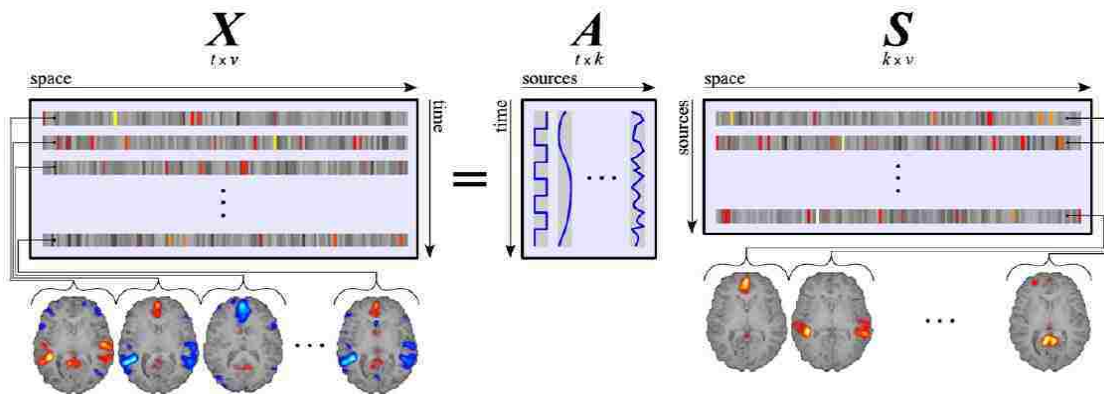 X
t × v
space
time
=
A
t × k
sources
time
S
k × v
space
sources